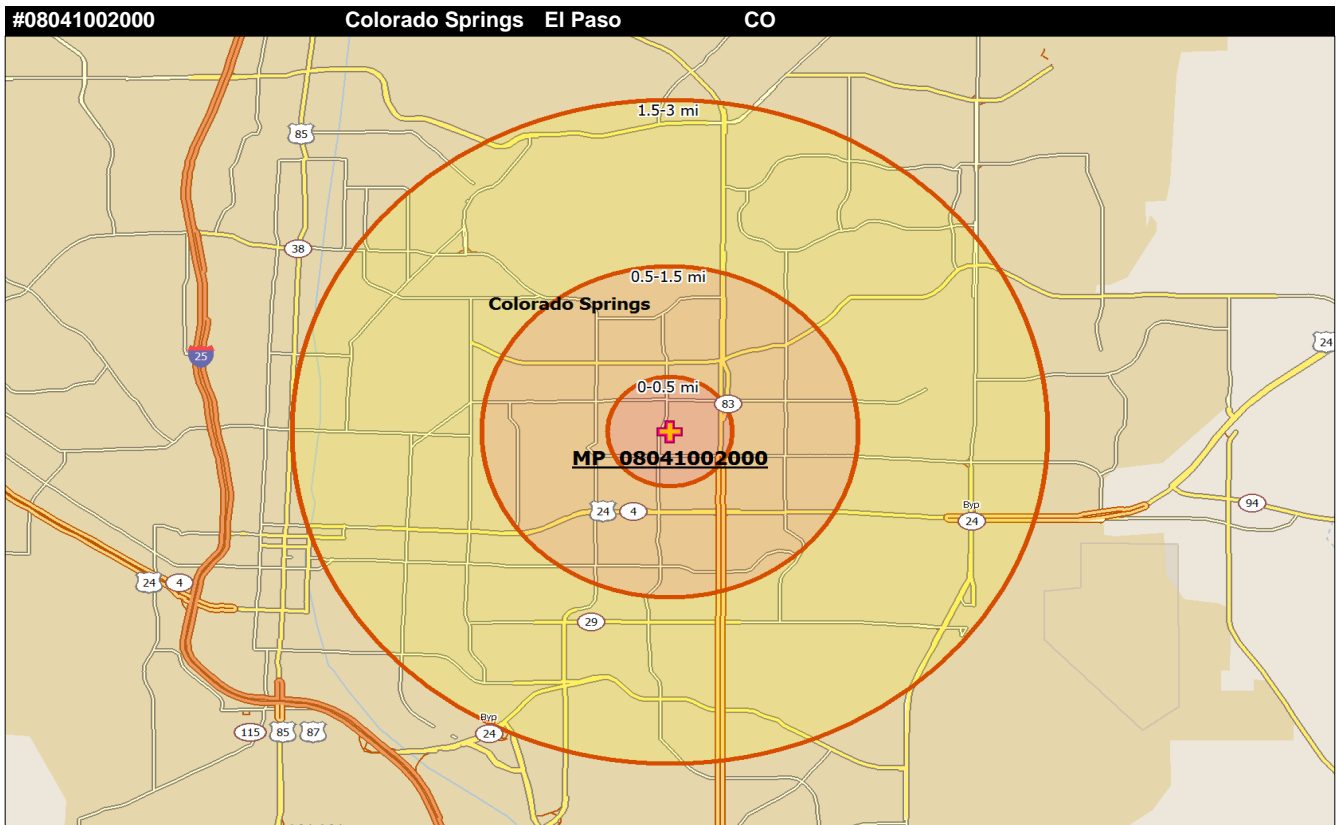 #08041002000 Colorado Springs El Paso CO
1.5-3 mi
85
38
0.5-1.5 mi
Colorado Springs
24
25
0-0.5 mi
83
MP 08041002000
24 4
94
Byp
24
24 4
29
Byp
24
115 85 87